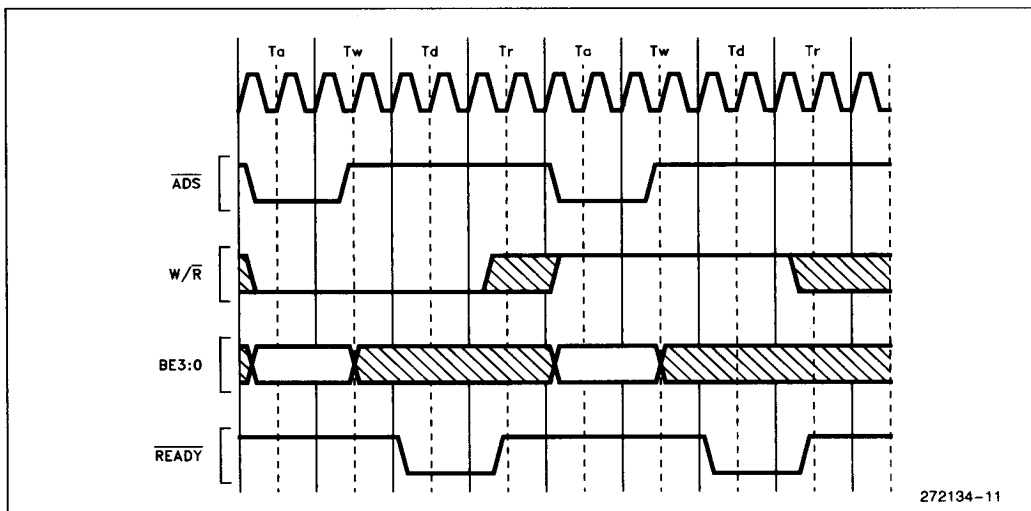 Ta Tw Td Tr Ta Tw Td Tr
ADS
W/R
BE3:0
READY
272134-11